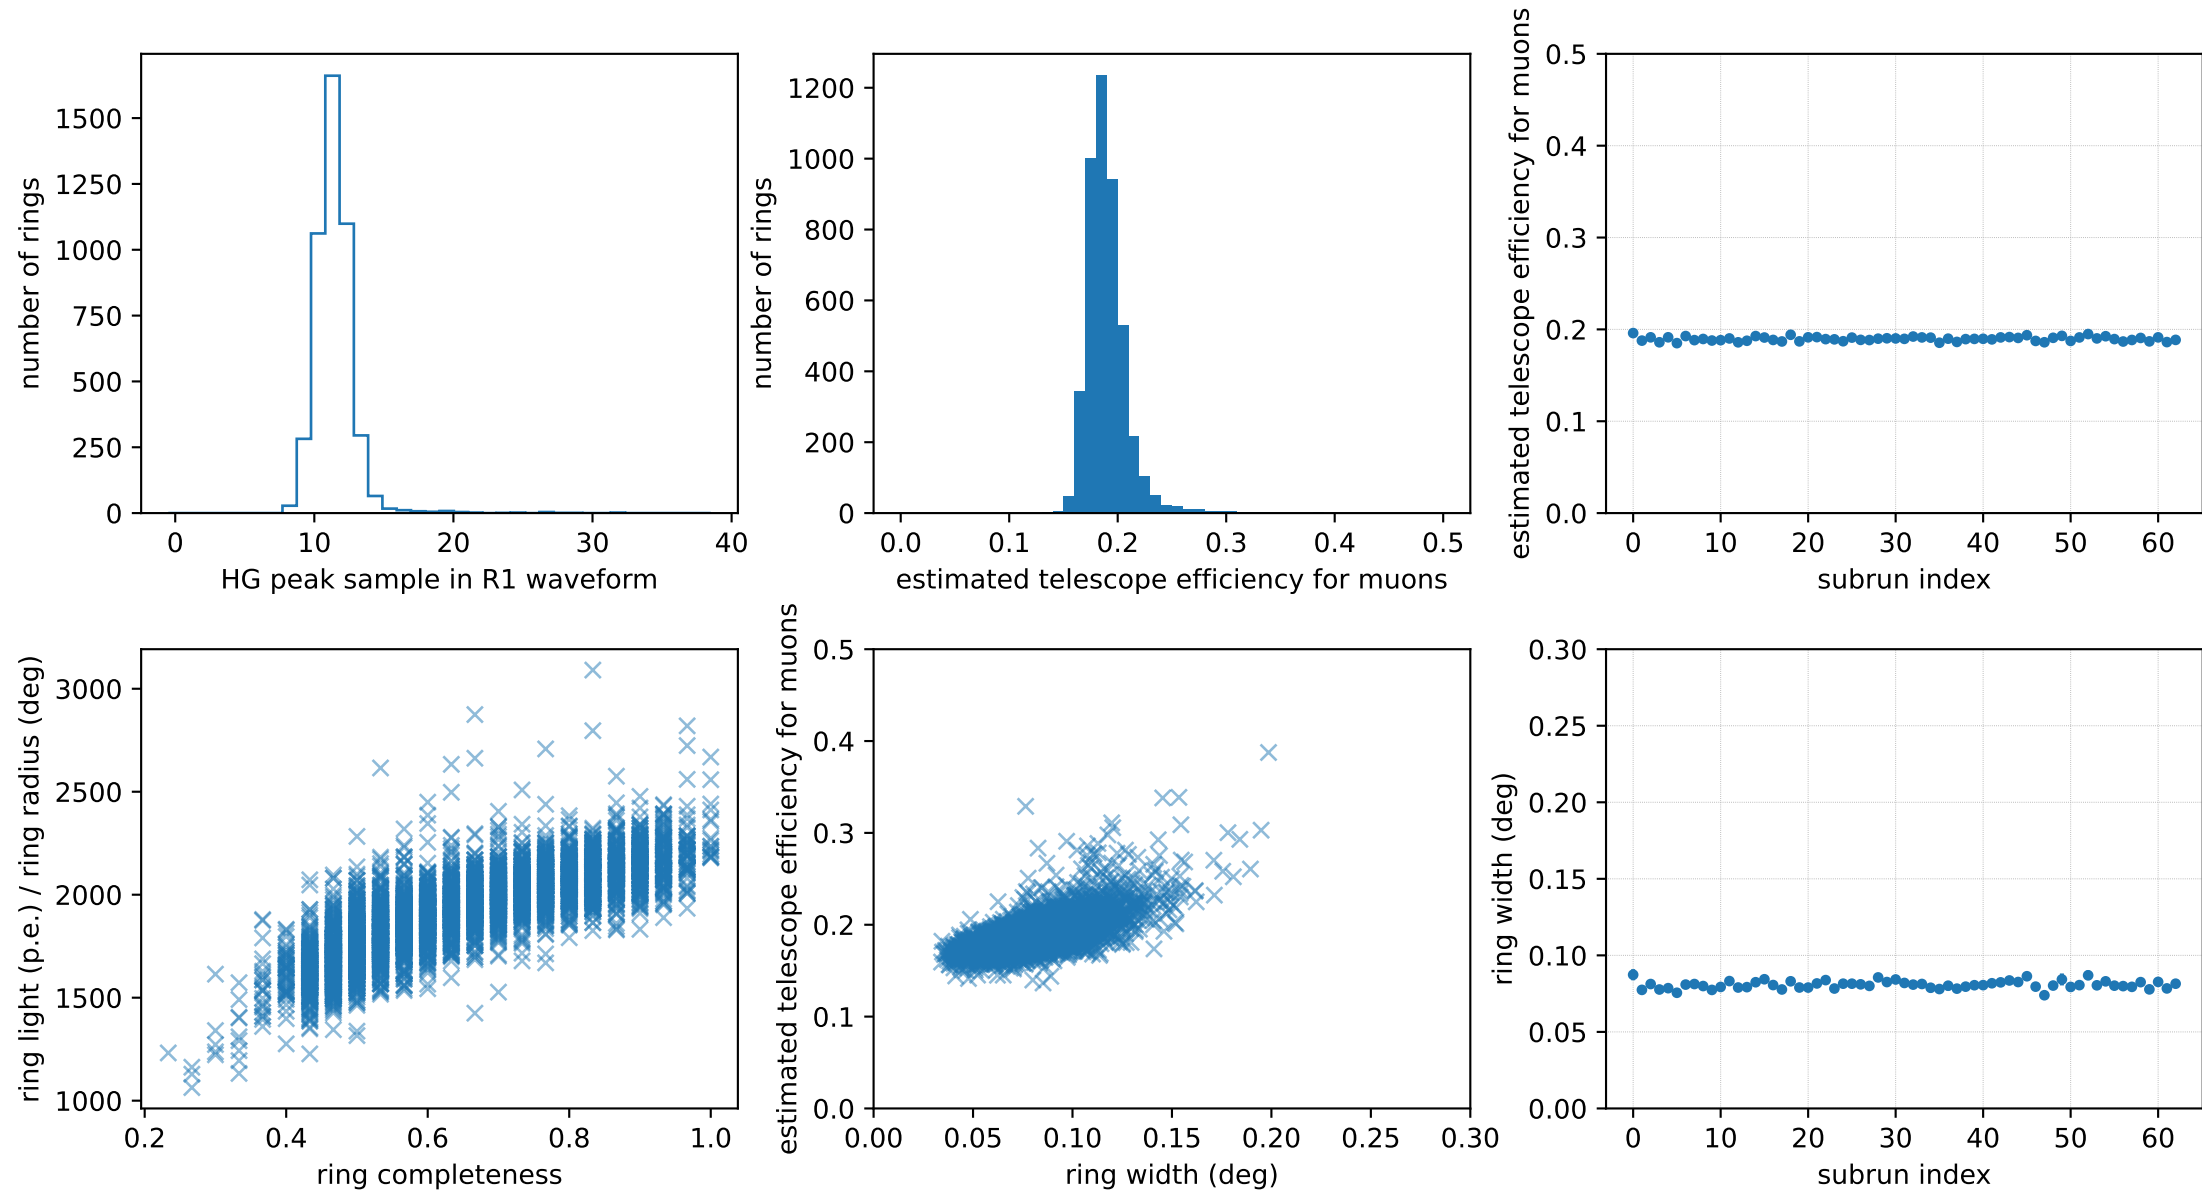 number of rings
1500
1250
1000
750
500
250
0
0 10 20 30 40
HG peak sample in R1 waveform
number of rings
1200
1000
800
600
400
200
0
0.0 0.1 0.2 0.3 0.4 0.5
estimated telescope efficiency for muons
estimated telescope efficiency for muons
0.5
0.4
0.3
0.2
0.1
0.0
0 10 20 30 40 50 60
subrun index
ring light (p.e.) / ring radius (deg)
3000
2500
2000
1500
1000
0.2 0.4 0.6 0.8 1.0
ring completeness
estimated telescope efficiency for muons
0.5
0.4
0.3
0.2
0.1
0.0
0.00 0.05 0.10 0.15 0.20 0.25 0.30
ring width (deg)
ring width (deg)
0.30
0.25
0.20
0.15
0.10
0.05
0.00
0 10 20 30 40 50 60
subrun index